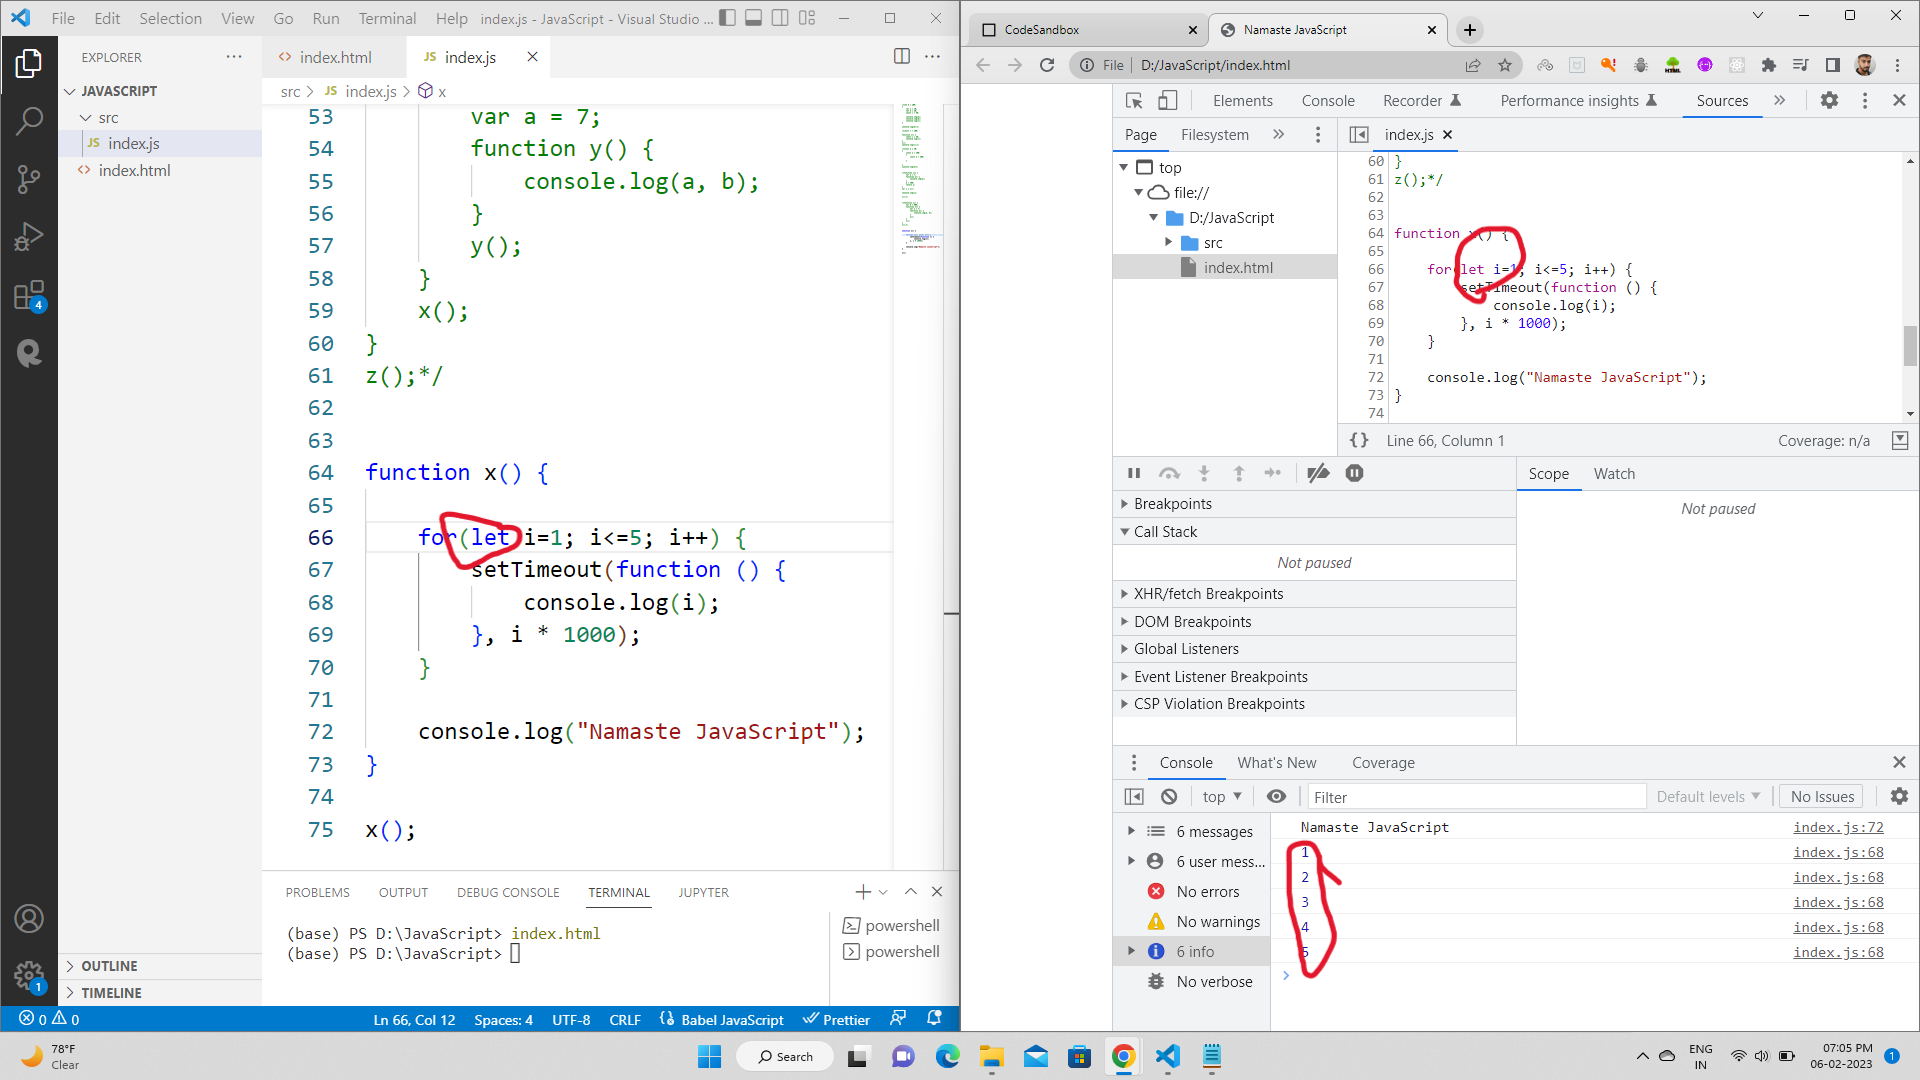 File Edit Selection View Go Run Terminal Help index.js - JavaScript - Visual Studio ...
EXPLORER ...
JAVASCRIPT
src
JS index.js
<> index.html
OUTLINE
TIMELINE
4
1
<> index.html
JS index.js
src > JS index.js > x
53 var a = 7;
54 function y() {
55 console.log(a, b);
56 }
57 y();
58 }
59 x();
60 }
61 z();*/
62
63
64 function x() {
65
66 for(let i=1; i<=5; i++) {
67 setTimeout(function () {
68 console.log(i);
69 }, i * 1000);
70 }
71
72 console.log("Namaste JavaScript");
73 }
74
75 x();
PROBLEMS OUTPUT DEBUG CONSOLE TERMINAL JUPYTER
(base) PS D:\JavaScript> index.html
(base) PS D:\JavaScript>
powershell
powershell
0 0 Ln 66, Col 12 Spaces: 4 UTF-8 CRLF Babel JavaScript Prettier
CodeSandbox
Namaste JavaScript
File | D:/JavaScript/index.html
Elements Console Recorder Performance insights Sources
Page Filesystem
index.js
top
file://
D:/JavaScript
src
index.html
60 }
61 z();*/
62
63
64 function x() {
65
66 for(let i=1; i<=5; i++) {
67 setTimeout(function () {
68 console.log(i);
69 }, i * 1000);
70 }
71
72 console.log("Namaste JavaScript");
73 }
74
{} Line 66, Column 1 Coverage: n/a
Scope Watch
Not paused
Breakpoints
Call Stack
Not paused
XHR/fetch Breakpoints
DOM Breakpoints
Global Listeners
Event Listener Breakpoints
CSP Violation Breakpoints
Console What's New Coverage
top Filter Default levels No Issues
6 messages
6 user mess...
No errors
No warnings
6 info
No verbose
Namaste JavaScript index.js:72
1 index.js:68
2 index.js:68
3 index.js:68
4 index.js:68
5 index.js:68
78°F
Clear
Search
ENG
IN
07:05 PM
06-02-2023
1